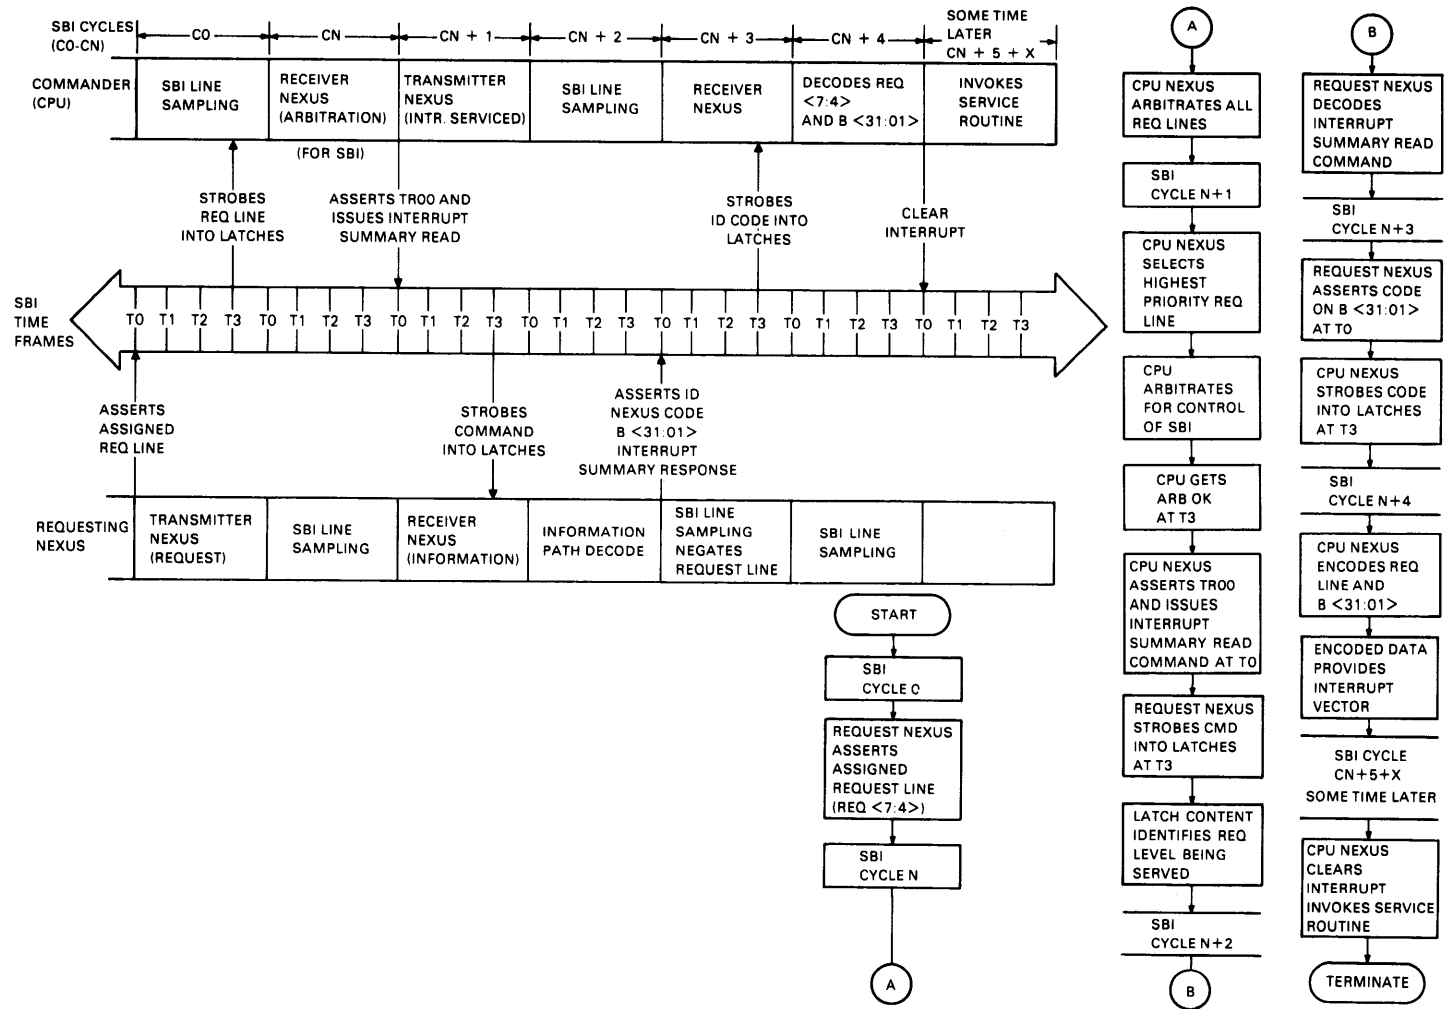 SBI CYCLES
(C0-CN)
C0
CN
CN + 1
CN + 2
CN + 3
CN + 4
SOME TIME
LATER
CN + 5 + X
COMMANDER
(CPU)
SBI LINE
SAMPLING
RECEIVER
NEXUS
(ARBITRATION)
TRANSMITTER
NEXUS
(INTR. SERVICED)
SBI LINE
SAMPLING
RECEIVER
NEXUS
DECODES REQ
<7:4>
AND B <31:01>
INVOKES
SERVICE
ROUTINE
(FOR SBI)
STROBES
REQ LINE
INTO LATCHES
ASSERTS TR00 AND
ISSUES INTERRUPT
SUMMARY READ
STROBES
ID CODE INTO
LATCHES
CLEAR
INTERRUPT
SBI
TIME
FRAMES
T0 T1 T2 T3 T0 T1 T2 T3 T0 T1 T2 T3 T0 T1 T2 T3 T0 T1 T2 T3 T0 T1 T2 T3 T0 T1 T2 T3
ASSERTS
ASSIGNED
REQ LINE
STROBES
COMMAND
INTO LATCHES
ASSERTS ID
NEXUS CODE
B <31:01>
INTERRUPT
SUMMARY RESPONSE
REQUESTING
NEXUS
TRANSMITTER
NEXUS
(REQUEST)
SBI LINE
SAMPLING
RECEIVER
NEXUS
(INFORMATION)
INFORMATION
PATH DECODE
SBI LINE
SAMPLING
NEGATES
REQUEST LINE
SBI LINE
SAMPLING
START
SBI
CYCLE 0
REQUEST NEXUS
ASSERTS
ASSIGNED
REQUEST LINE
(REQ <7:4>)
SBI
CYCLE N
A
A
CPU NEXUS
ARBITRATES ALL
REQ LINES
SBI
CYCLE N+1
CPU NEXUS
SELECTS
HIGHEST
PRIORITY REQ
LINE
CPU
ARBITRATES
FOR CONTROL
OF SBI
CPU GETS
ARB OK
AT T3
CPU NEXUS
ASSERTS TR00
AND ISSUES
INTERRUPT
SUMMARY READ
COMMAND AT T0
REQUEST NEXUS
STROBES CMD
INTO LATCHES
AT T3
LATCH CONTENT
IDENTIFIES REQ
LEVEL BEING
SERVED
SBI
CYCLE N+2
B
B
REQUEST NEXUS
DECODES
INTERRUPT
SUMMARY READ
COMMAND
SBI
CYCLE N+3
REQUEST NEXUS
ASSERTS CODE
ON B <31:01>
AT T0
CPU NEXUS
STROBES CODE
INTO LATCHES
AT T3
SBI
CYCLE N+4
CPU NEXUS
ENCODES REQ
LINE AND
B <31:01>
ENCODED DATA
PROVIDES
INTERRUPT
VECTOR
SBI CYCLE
CN+5+X
SOME TIME LATER
CPU NEXUS
CLEARS
INTERRUPT
INVOKES SERVICE
ROUTINE
TERMINATE